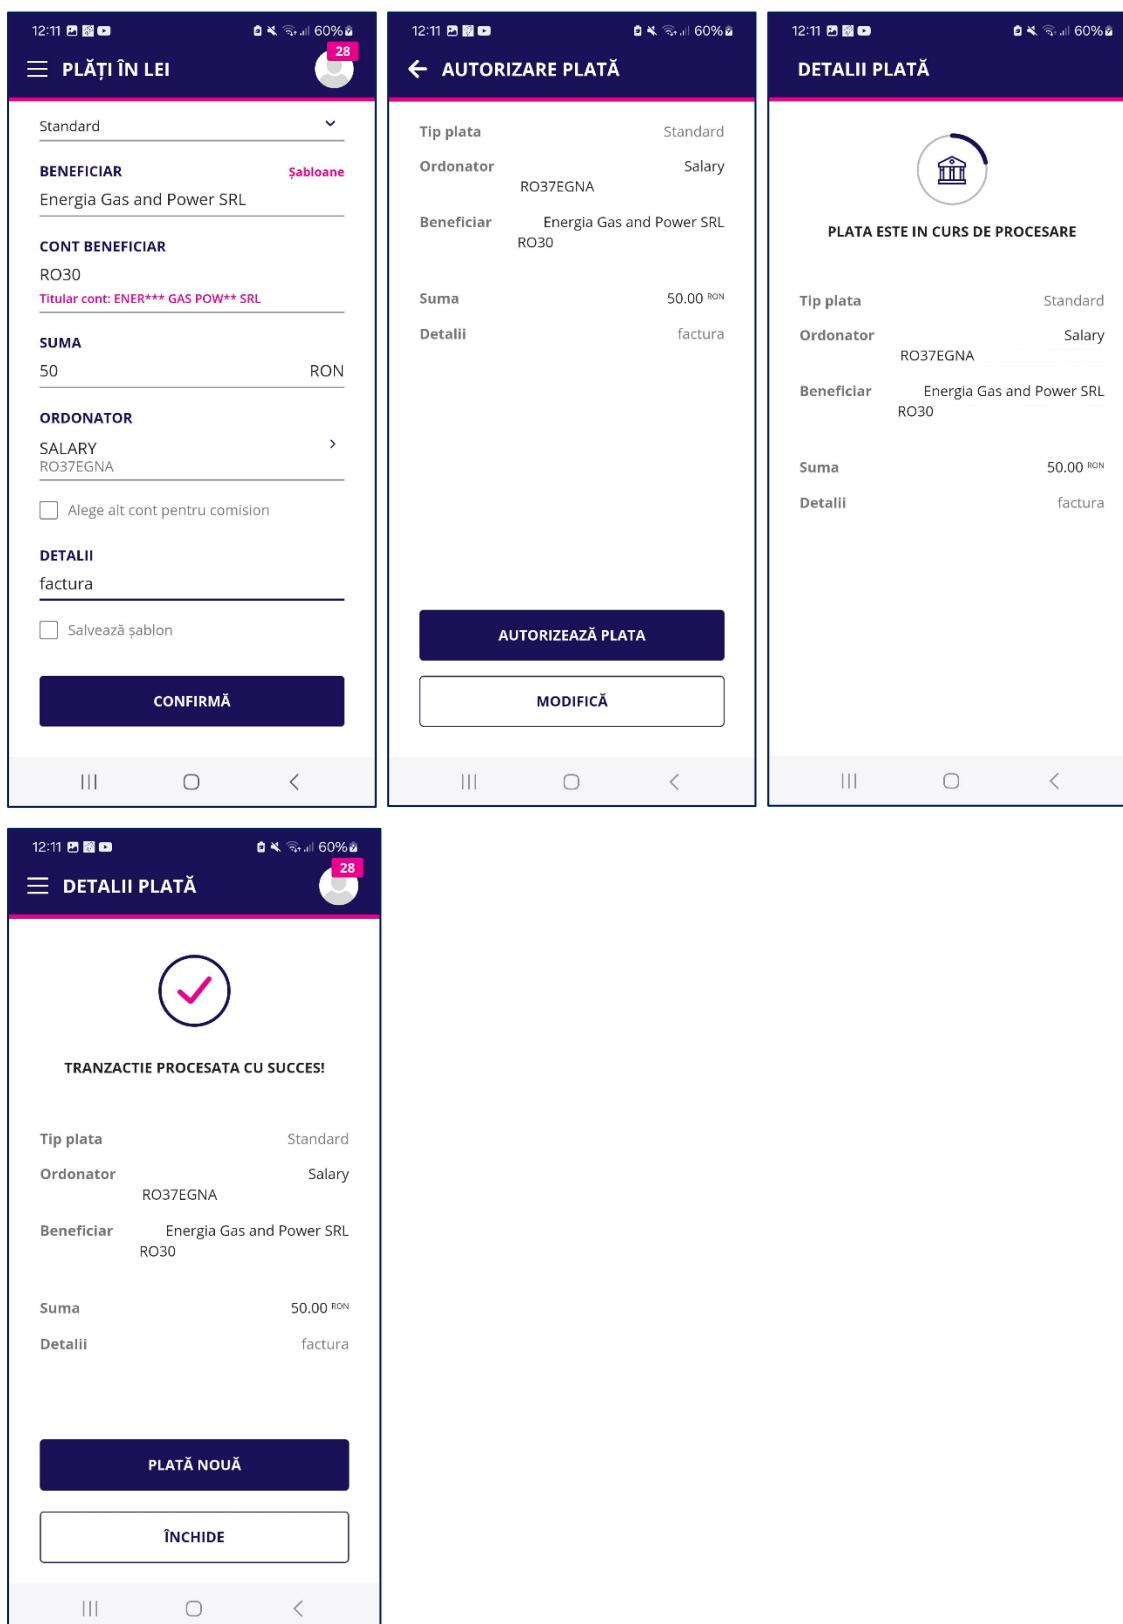 12:11
60%
28
PLĂȚI ÎN LEI
Standard
BENEFICIAR Șabloane
Energia Gas and Power SRL
CONT BENEFICIAR
RO30
Titular cont: ENER*** GAS POW** SRL
SUMA
50 RON
ORDONATOR
SALARY
RO37EGNA
Alege alt cont pentru comision
DETALII
factura
Salvează șablon
CONFIRMĂ
12:11
60%
AUTORIZARE PLATĂ
Tip plata Standard
Ordonator Salary
RO37EGNA
Beneficiar Energia Gas and Power SRL
RO30
Suma 50.00 RON
Detalii factura
AUTORIZEAZĂ PLATA
MODIFICĂ
12:11
60%
DETALII PLATĂ
PLATA ESTE IN CURS DE PROCESARE
Tip plata Standard
Ordonator Salary
RO37EGNA
Beneficiar Energia Gas and Power SRL
RO30
Suma 50.00 RON
Detalii factura
12:11
60%
28
DETALII PLATĂ
TRANZACTIE PROCESATA CU SUCCES!
Tip plata Standard
Ordonator Salary
RO37EGNA
Beneficiar Energia Gas and Power SRL
RO30
Suma 50.00 RON
Detalii factura
PLATĂ NOUĂ
ÎNCHIDE